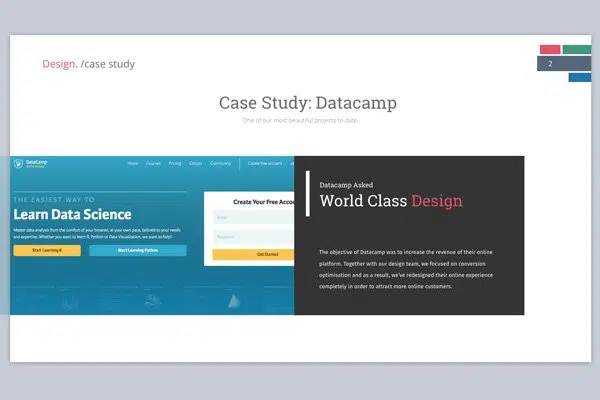 Design. /case study
2
Case Study: Datacamp
One of our most beautiful projects to date.
DataCamp
Home Courses Pricing Groups Community Create free account
THE EASIEST WAY TO
Learn Data Science
Master data analysis from the comfort of your browser, at your own pace, tailored to your needs
and expertise. Whether you want to learn R, Python or Data Visualization, we want to help!
Start Learning R
Start Learning Python
Create Your Free Accou
Email
Get Started
Datacamp Asked
World Class Design
The objective of Datacamp was to increase the revenue of their online
platform. Together with our design team, we focused on conversion
optimisation and as a result, we've redesigned their online experience
completely in order to attract more online customers.